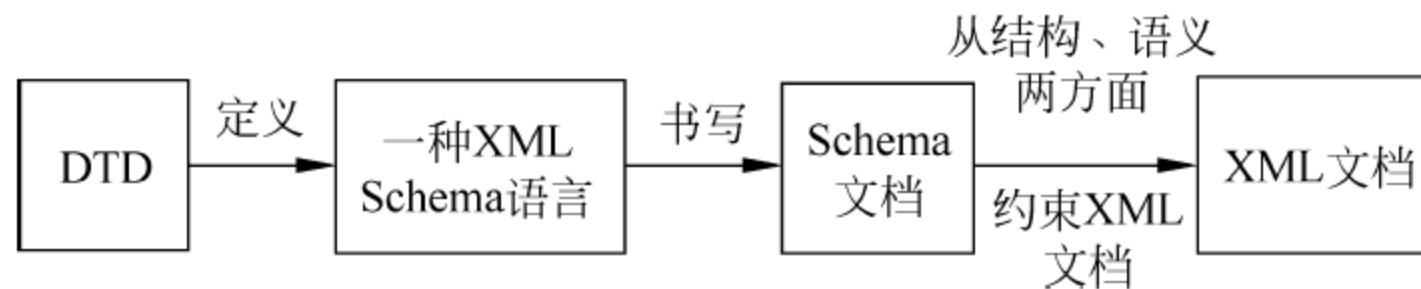 DTD
定义
一种XML
Schema语言
书写
Schema
文档
从结构、语义
两方面
约束XML
文档
XML文档